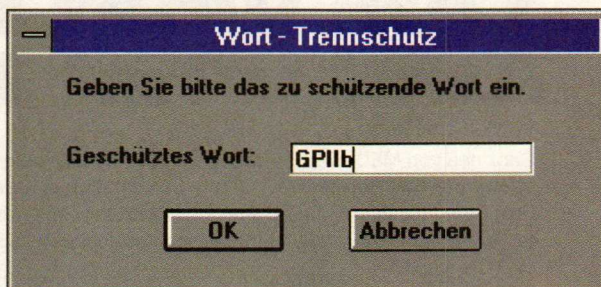 Wort - Trennschutz
Geben Sie bitte das zu schützende Wort ein.
Geschütztes Wort: GPIIb
OK Abbrechen